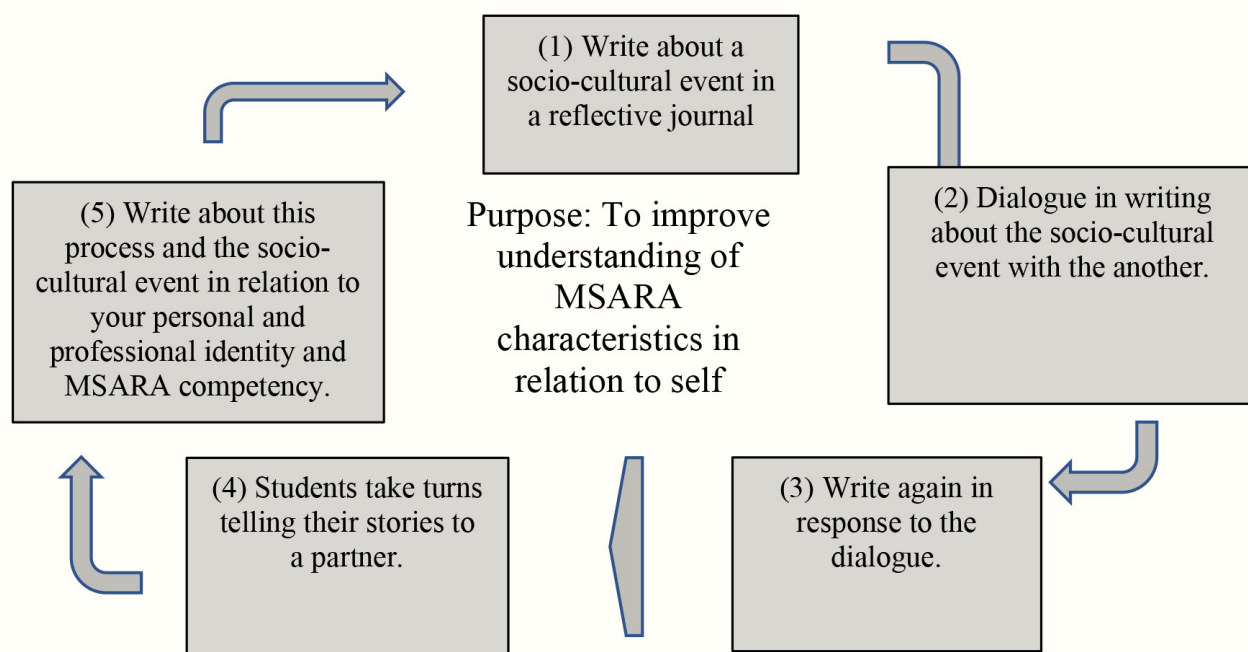 (1) Write about a
socio-cultural event in
a reflective journal
(2) Dialogue in writing
about the socio-cultural
event with the another.
(3) Write again in
response to the
dialogue.
(4) Students take turns
telling their stories to
a partner.
(5) Write about this
process and the socio-
cultural event in relation to
your personal and
professional identity and
MSARA competency.
Purpose: To improve
understanding of
MSARA
characteristics in
relation to self